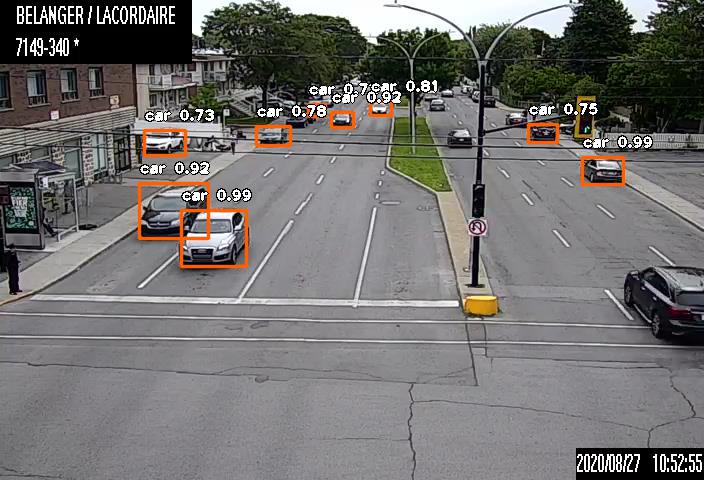 BELANGER / LACORDAIRE
7149-340 *
car 0.7
car 0.81
car 0.92
car 0.73
car 0.78
car 0.75
car 0.99
car 0.92
car 0.99
2020/08/27 10:52:55